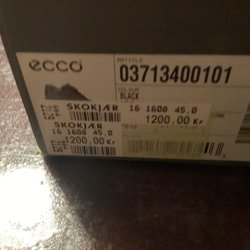 ecco
ARTICLE
03713400101
COLOUR
BLACK
SKOKJÆR
16 1608 45.0
1200.00 Kr
SKOKJÆR
16 1608 45.0
1200.00 Kr